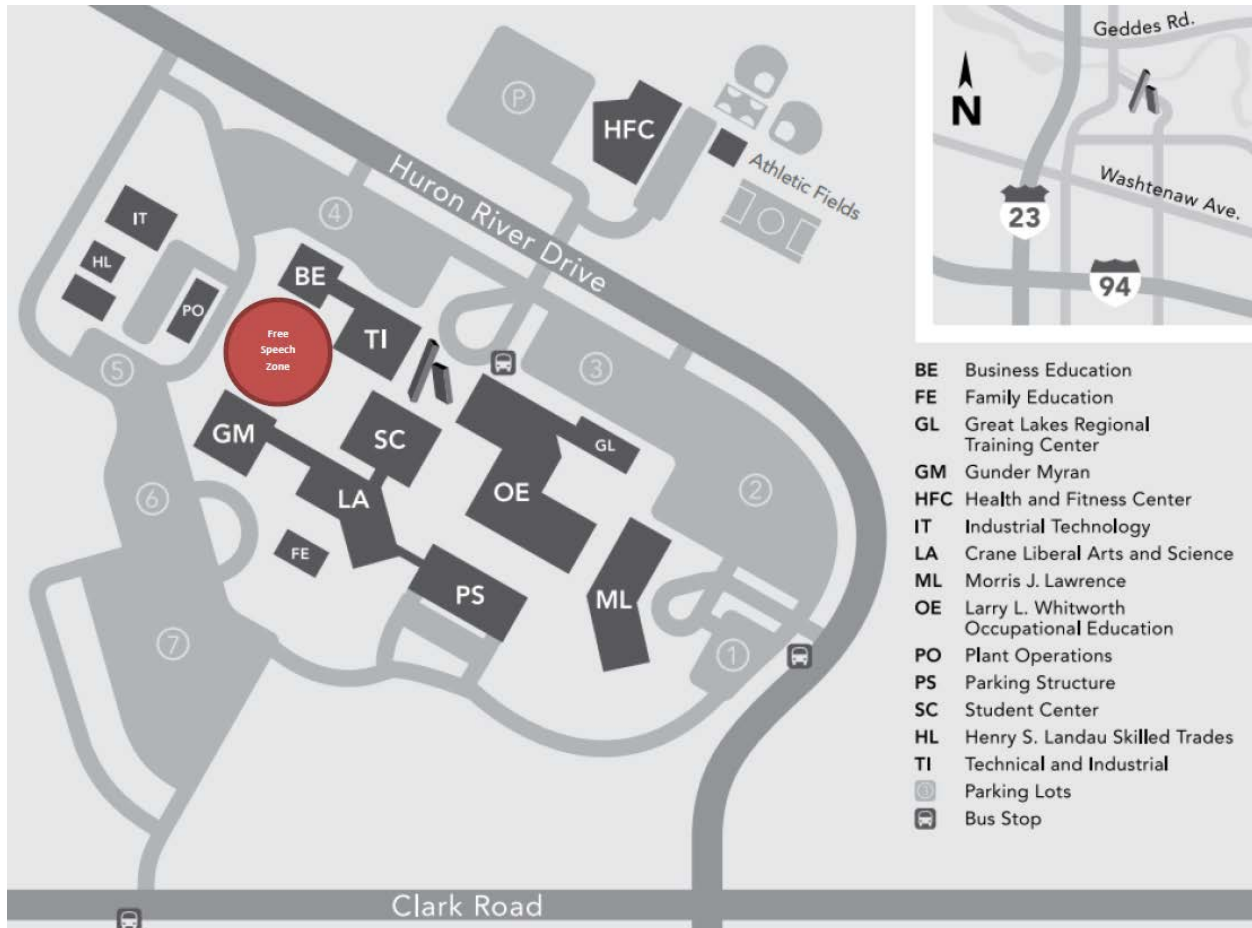 Geddes Rd.
N
Washtenaw Ave.
23
94
P
HFC
Athletic Fields
Huron River Drive
4
IT
HL
PO
BE
TI
Free
Speech
Zone
5
3
GM
SC
GL
LA
OE
2
6
FE
PS
ML
7
1
Clark Road
BE Business Education
FE Family Education
GL Great Lakes Regional
Training Center
GM Gunder Myran
HFC Health and Fitness Center
IT Industrial Technology
LA Crane Liberal Arts and Science
ML Morris J. Lawrence
OE Larry L. Whitworth
Occupational Education
PO Plant Operations
PS Parking Structure
SC Student Center
HL Henry S. Landau Skilled Trades
TI Technical and Industrial
Parking Lots
Bus Stop